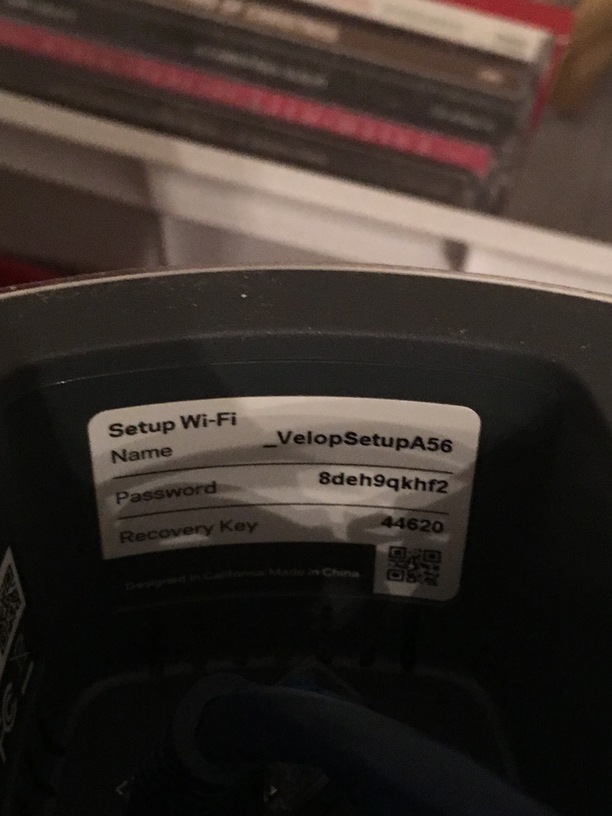 Setup Wi-Fi
Name _VelopSetupA56
Password 8deh9qkhf2
Recovery Key 44620
Designed in California. Made in China